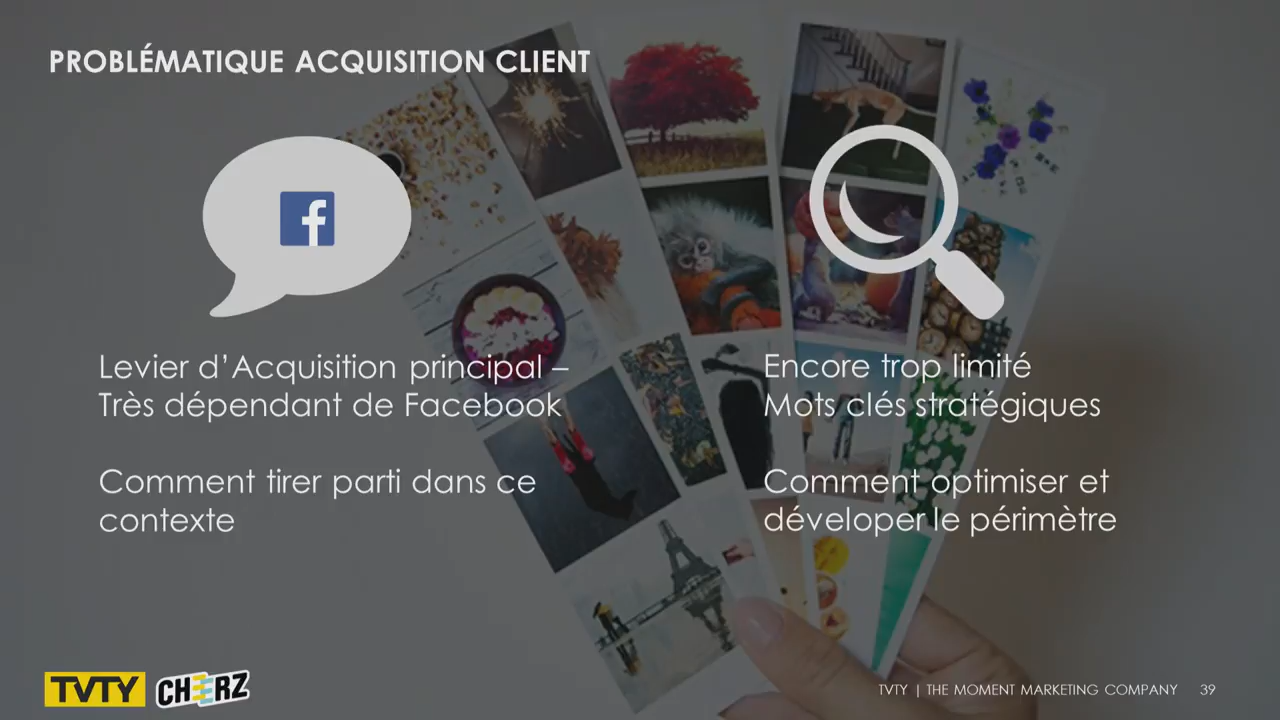 PROBLÉMATIQUE ACQUISITION CLIENT
f
Levier d’Acquisition principal –
Très dépendant de Facebook
Comment tirer parti dans ce
contexte
Encore trop limité
Mots clés stratégiques
Comment optimiser et
déveloper le périmètre
TVTY CHEERZ
TVTY | THE MOMENT MARKETING COMPANY 39